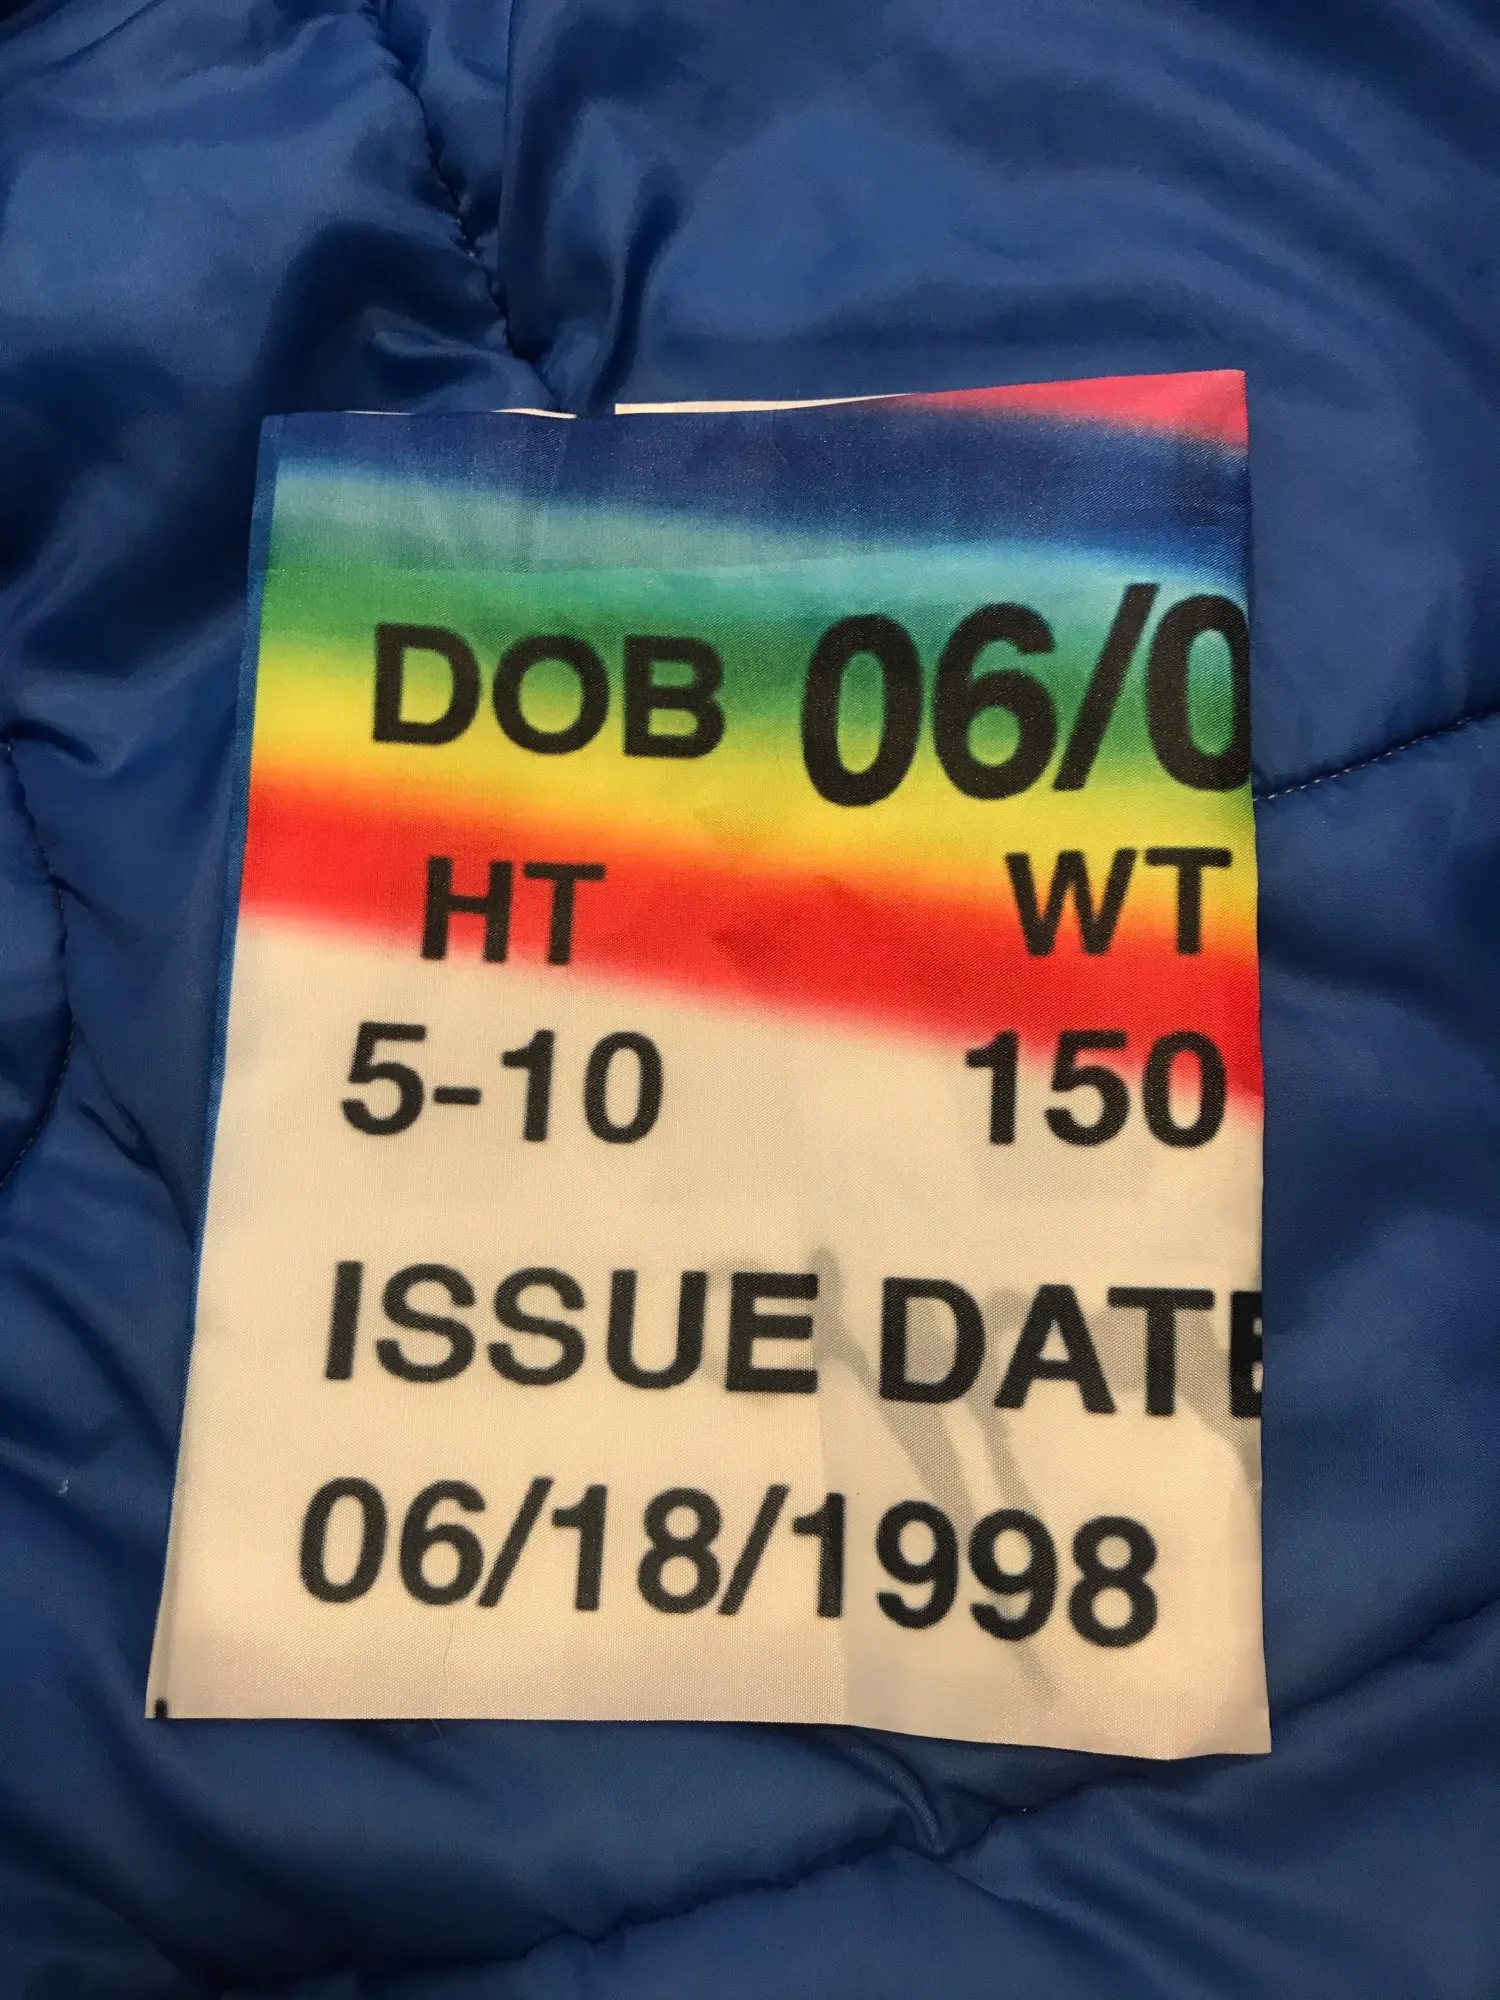 DOB 06/0
HT WT
5-10 150
ISSUE DATE
06/18/1998